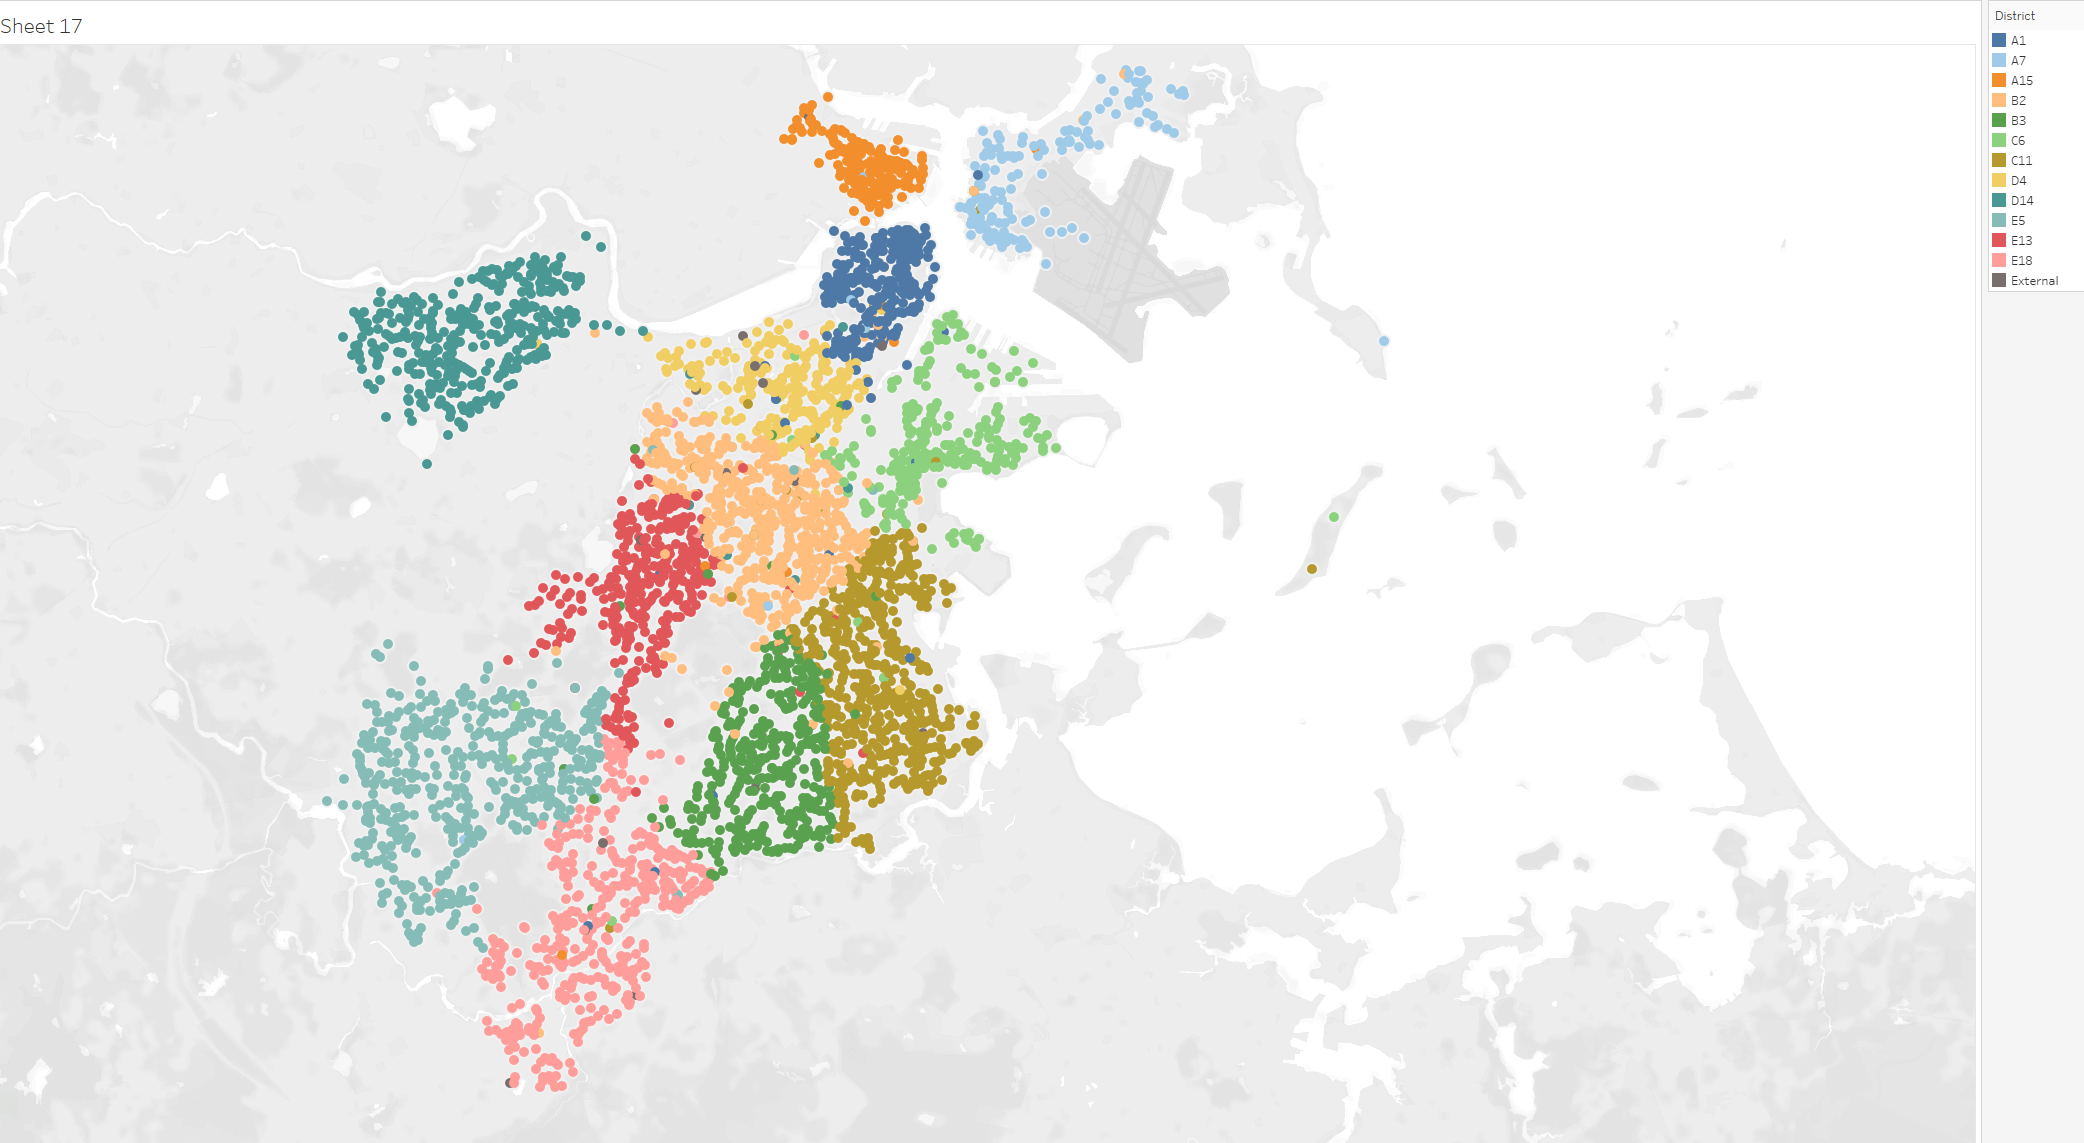 Sheet 17
District
A1
A7
A15
B2
B3
C6
C11
D4
D14
E5
E13
E18
External